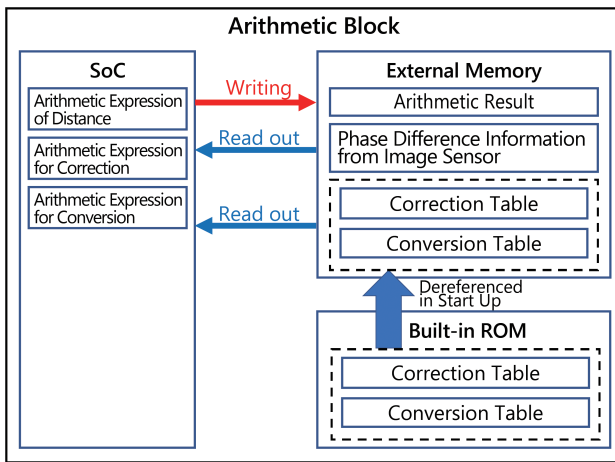 Arithmetic Block
SoC
Arithmetic Expression
of Distance
Arithmetic Expression
for Correction
Arithmetic Expression
for Conversion
Writing
Read out
Read out
External Memory
Arithmetic Result
Phase Difference Information
from Image Sensor
Correction Table
Conversion Table
Dereferenced
in Start Up
Built-in ROM
Correction Table
Conversion Table